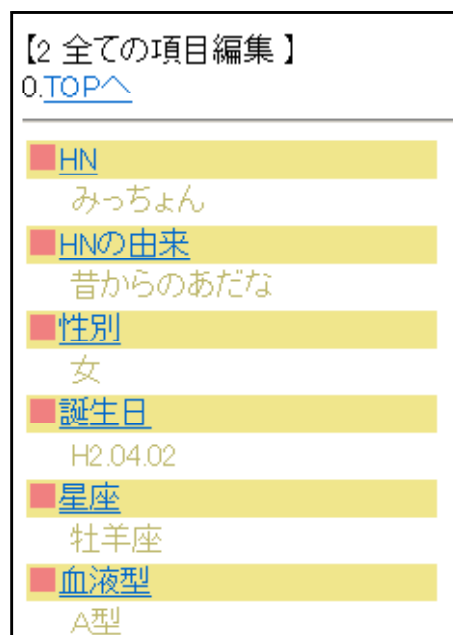 【2 全ての項目編集 】
0.TOPへ
■HN
みっちょん
■HNの由来
昔からのあだな
■性別
女
■誕生日
H2.04.02
■星座
牡羊座
■血液型
A型